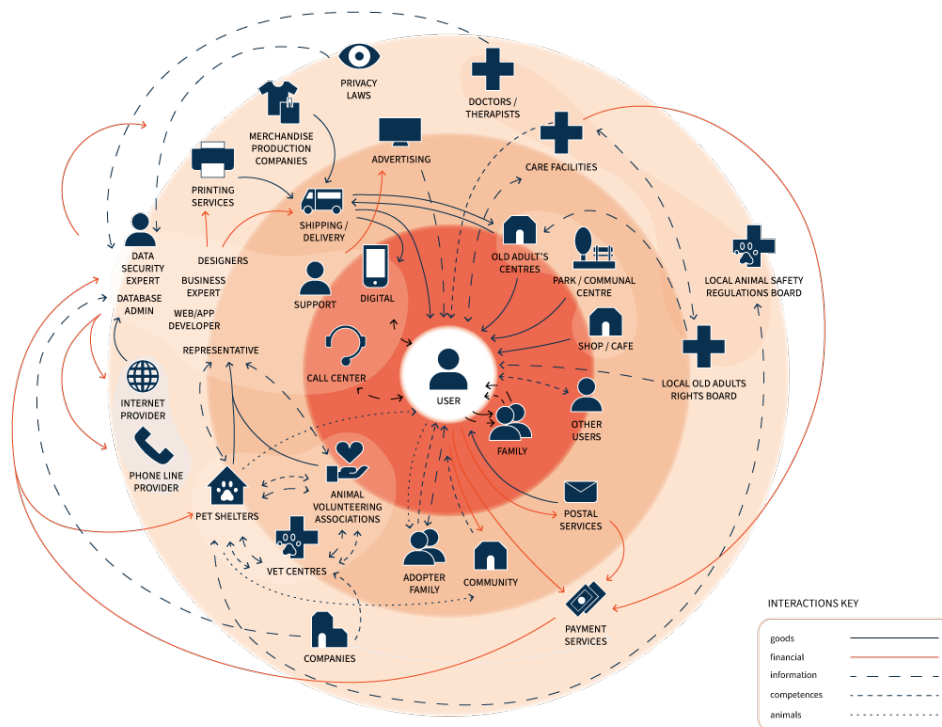 PRIVACY
LAWS
DOCTORS /
THERAPISTS
MERCHANDISE
PRODUCTION
COMPANIES
ADVERTISING
CARE FACILITIES
PRINTING
SERVICES
SHIPPING /
DELIVERY
OLD ADULT'S
CENTRES
PARK / COMMUNAL
CENTRE
LOCAL ANIMAL SAFETY
REGULATIONS BOARD
DATA
SECURITY
EXPERT
DESIGNERS
BUSINESS
EXPERT
DATABASE
ADMIN
WEB/APP
DEVELOPER
SUPPORT
DIGITAL
SHOP / CAFE
REPRESENTATIVE
CALL CENTER
USER
LOCAL OLD ADULTS
RIGHTS BOARD
INTERNET
PROVIDER
OTHER
USERS
FAMILY
PHONE LINE
PROVIDER
PET SHELTERS
ANIMAL
VOLUNTEERING
ASSOCIATIONS
POSTAL
SERVICES
VET CENTRES
ADOPTER
FAMILY
COMMUNITY
PAYMENT
SERVICES
COMPANIES
INTERACTIONS KEY
goods
financial
information
competences
animals